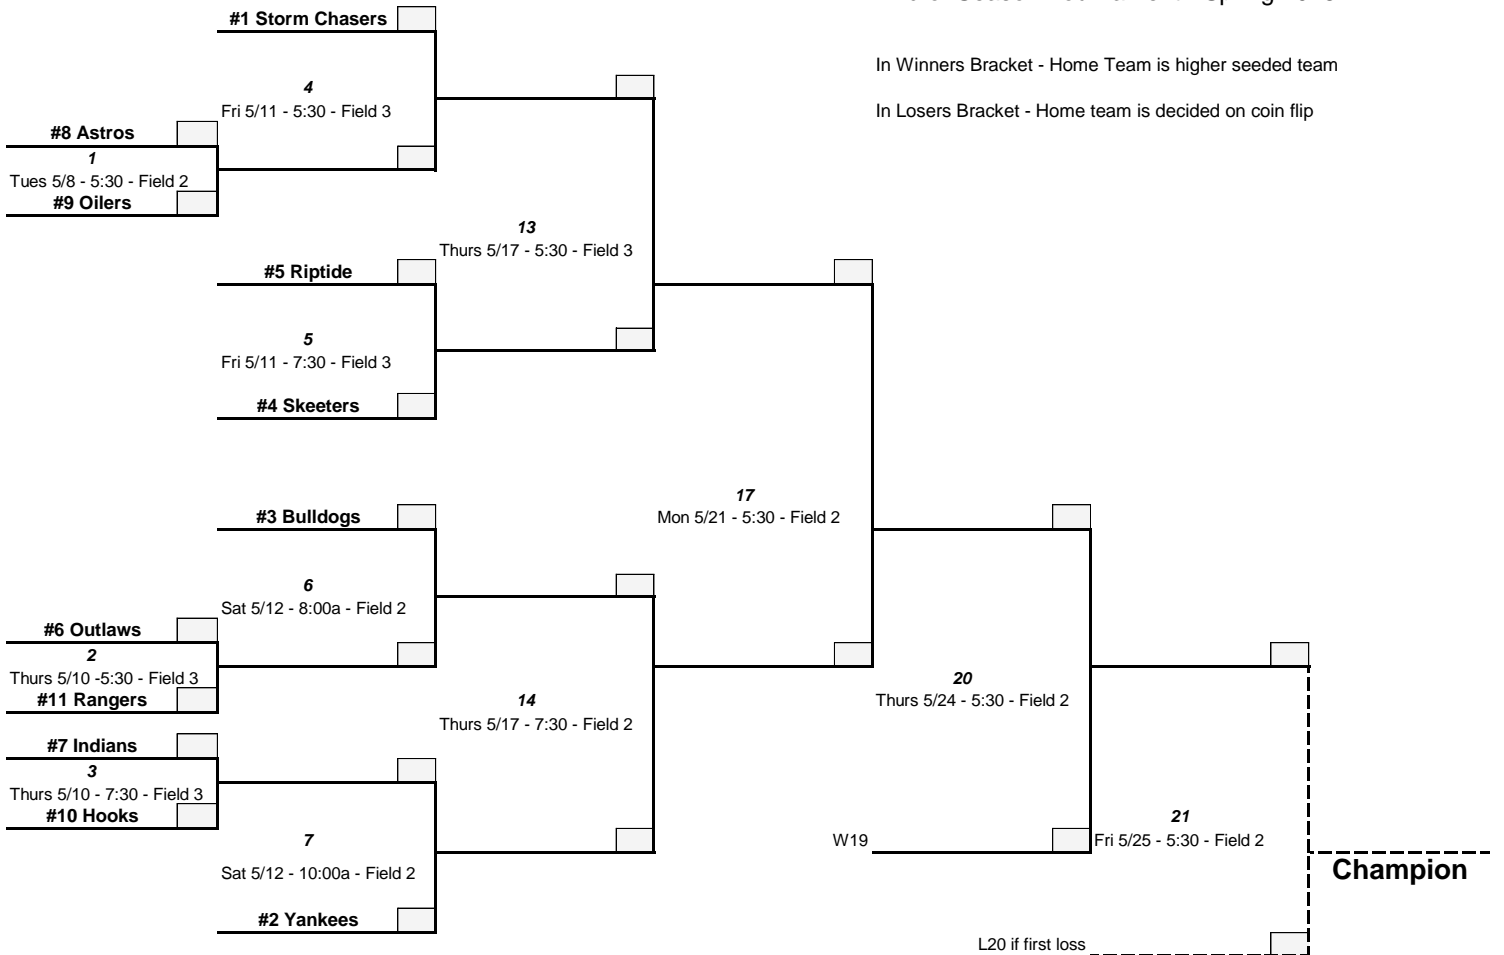 #1 Storm Chasers
In Winners Bracket - Home Team is higher seeded team
4
Fri 5/11 - 5:30 - Field 3
In Losers Bracket - Home team is decided on coin flip
#8 Astros
1
Tues 5/8 - 5:30 - Field 2
#9 Oilers
13
Thurs 5/17 - 5:30 - Field 3
#5 Riptide
5
Fri 5/11 - 7:30 - Field 3
#4 Skeeters
17
Mon 5/21 - 5:30 - Field 2
#3 Bulldogs
6
Sat 5/12 - 8:00a - Field 2
#6 Outlaws
2
Thurs 5/10 -5:30 - Field 3
#11 Rangers
20
Thurs 5/24 - 5:30 - Field 2
14
Thurs 5/17 - 7:30 - Field 2
#7 Indians
3
Thurs 5/10 - 7:30 - Field 3
#10 Hooks
21
Fri 5/25 - 5:30 - Field 2
7
W19
Sat 5/12 - 10:00a - Field 2
Champion
#2 Yankees
L20 if first loss